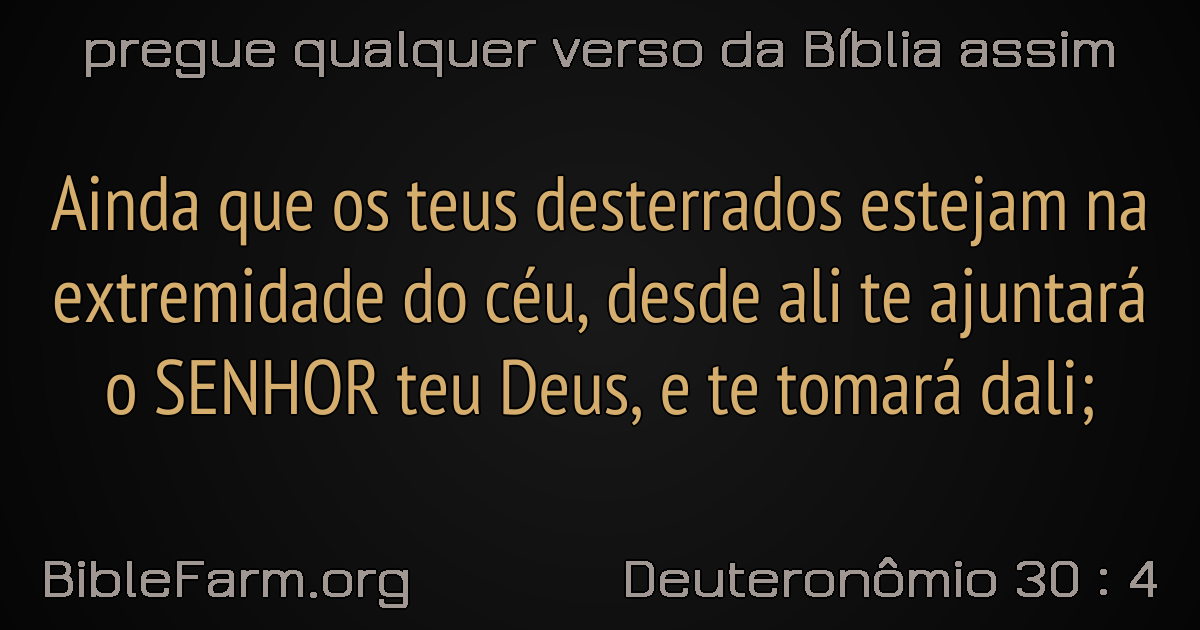 pregue qualquer verso da Bíblia assim
Ainda que os teus desterrados estejam na
extremidade do céu, desde ali te ajuntará
o SENHOR teu Deus, e te tomará dali;
BibleFarm.org
Deuteronômio 30 : 4